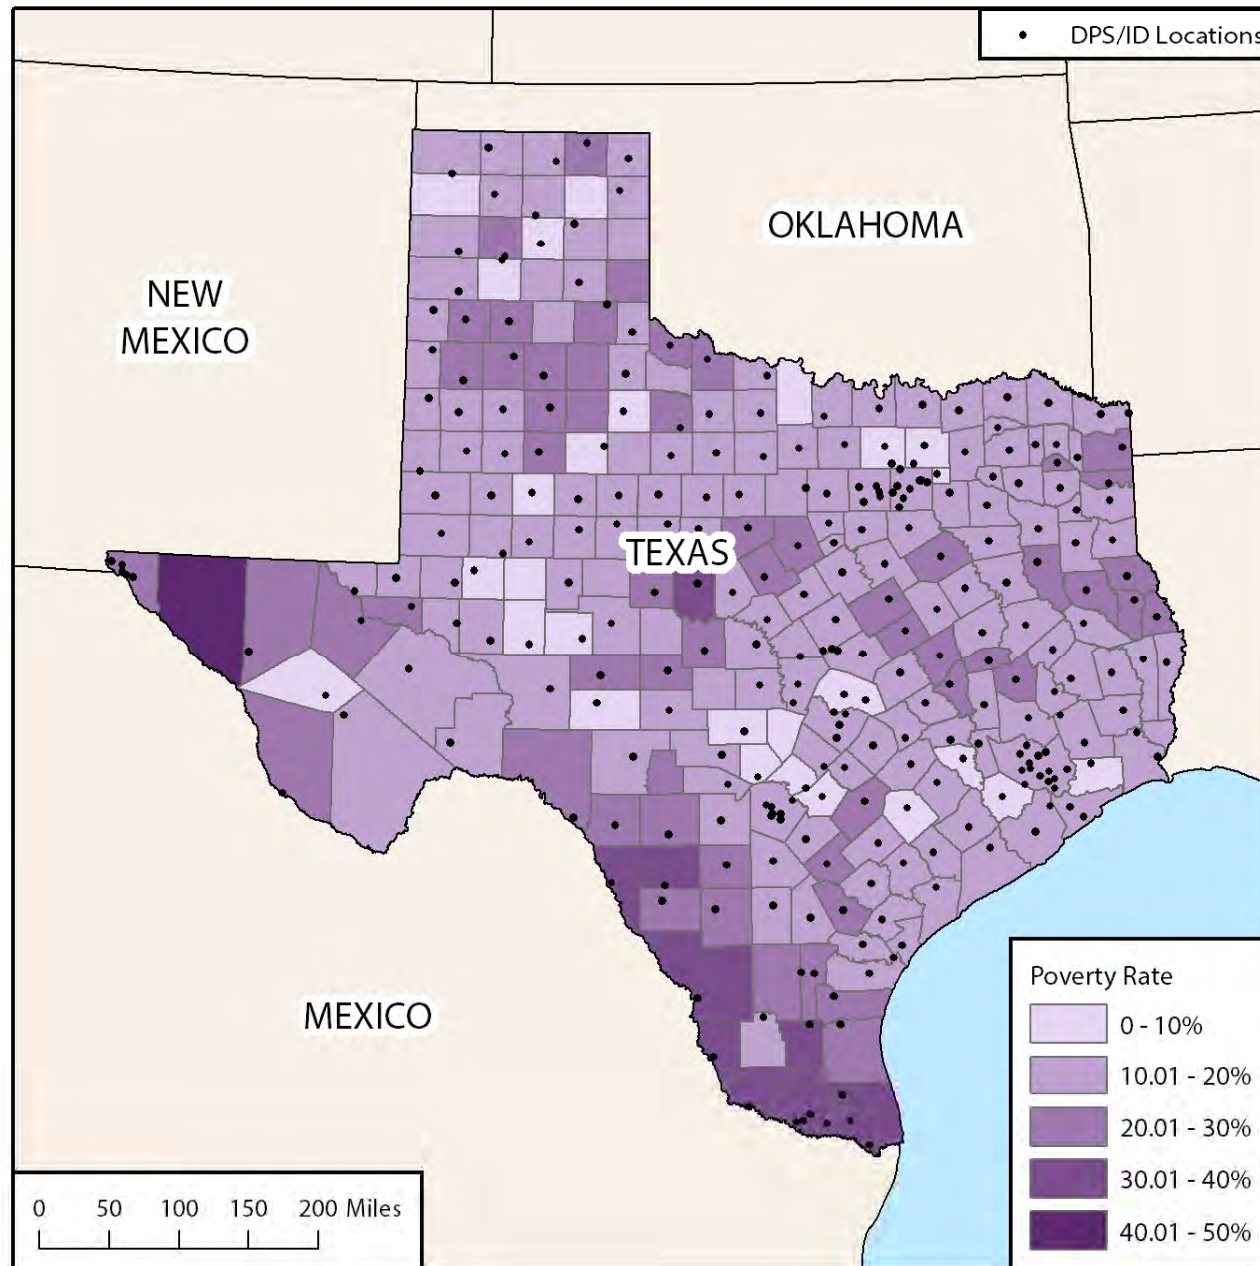 DPS/ID Locations
OKLAHOMA
NEW
MEXICO
TEXAS
MEXICO
Poverty Rate
0 - 10%
10.01 - 20%
20.01 - 30%
30.01 - 40%
40.01 - 50%
0 50 100 150 200 Miles